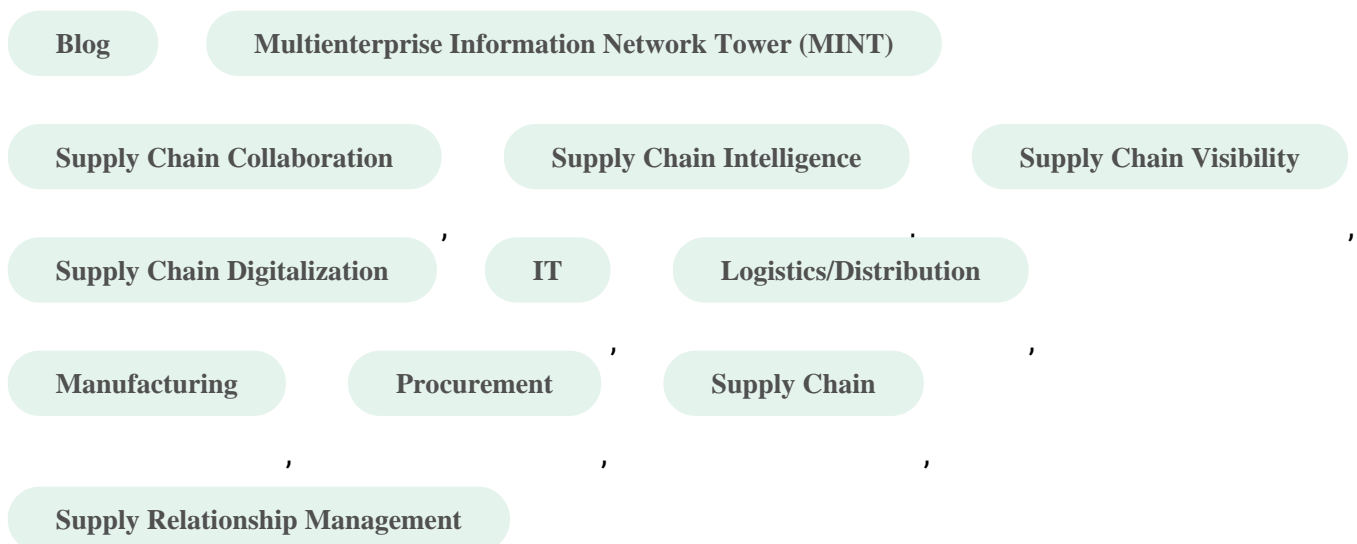 Blog Multienterprise Information Network Tower (MINT)
Supply Chain Collaboration Supply Chain Intelligence Supply Chain Visibility
, , ,
Supply Chain Digitalization IT Logistics/Distribution
, ,
Manufacturing Procurement Supply Chain
, , ,
Supply Relationship Management